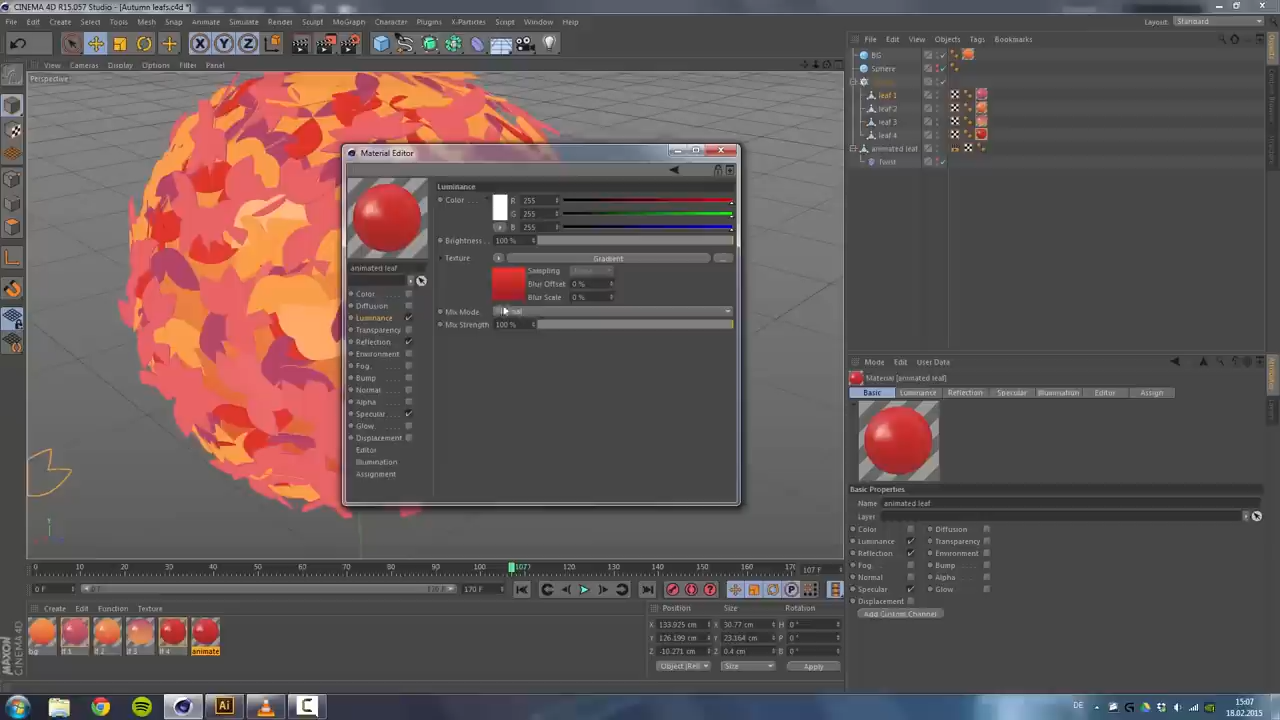 CINEMA 4D R15.057 Studio - [Autumn leafs.c4d *]
File Edit Create Select Tools Mesh Snap Animate Simulate Render Sculpt MoGraph Character Plugins X-Particles Script Window Help
Layout: Standard
File Edit View Objects Tags Bookmarks
View Cameras Display Options Filter Panel
Perspective
BG
Sphere
leaf 1
leaf 2
leaf 3
leaf 4
animated leaf
Twist
Material Editor
Luminance
Color R 255
G 255
B 255
Brightness 100 %
Texture Gradient ...
Sampling
Blur Offset 0 %
Blur Scale 0 %
Mix Mode
Mix Strength 100 %
animated leaf
Color
Diffusion
Luminance
Transparency
Reflection
Environment
Fog
Bump
Normal
Alpha
Specular
Glow
Displacement
Editor
Illumination
Assignment
Mode Edit User Data
Material [animated leaf]
Basic Luminance Reflection Specular Illumination Editor Assign
Basic Properties
Name animated leaf
Layer
Color Diffusion
Luminance Transparency
Reflection Environment
Fog Bump
Normal Alpha
Specular Glow
Displacement
Add Custom Channel
0 10 20 30 40 50 60 70 80 90 100 107 120 130 140 150 160 107 F
0 F 170 F 170 F
Create Edit Function Texture
bg lf 1 lf 2 lf 3 lf 4 animate
Position Size Rotation
X 133.925 cm X 30.77 cm H 0 °
Y 126.199 cm Y 23.164 cm P 0 °
Z -10.271 cm Z 0.4 cm B 0 °
Object (Rel) Size Apply
MAXON CINEMA 4D
Objects
Attributes
DE
15:07
18.02.2015